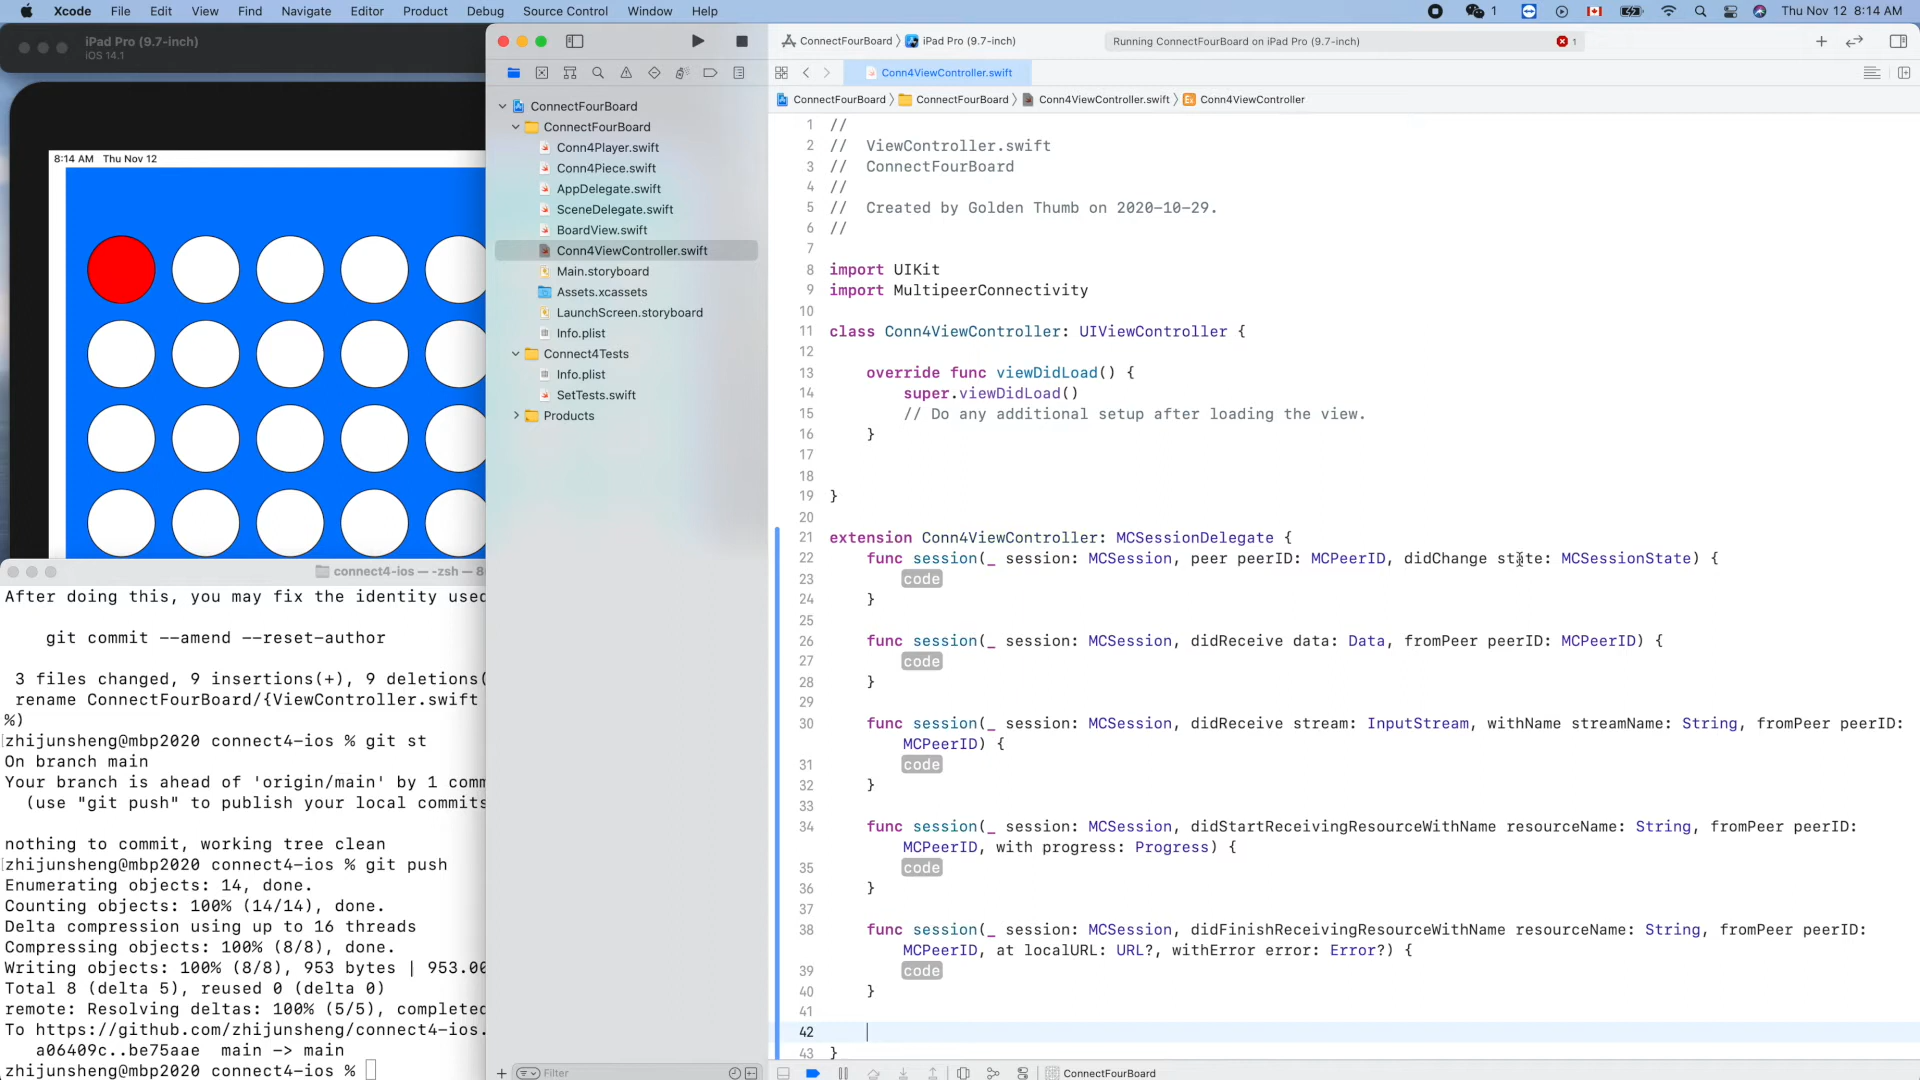 Xcode File Edit View Find Navigate Editor Product Debug Source Control Window Help
1 Thu Nov 12 8:14 AM
iPad Pro (9.7-inch)
iOS 14.1
8:14 AM Thu Nov 12
ConnectFourBoard iPad Pro (9.7-inch)
Running ConnectFourBoard on iPad Pro (9.7-inch)
1
Conn4ViewController.swift
ConnectFourBoard ConnectFourBoard Conn4ViewController.swift Ex Conn4ViewController
ConnectFourBoard
ConnectFourBoard
Conn4Player.swift
Conn4Piece.swift
AppDelegate.swift
SceneDelegate.swift
BoardView.swift
Conn4ViewController.swift
Main.storyboard
Assets.xcassets
LaunchScreen.storyboard
Info.plist
Connect4Tests
Info.plist
SetTests.swift
Products
Filter
1 //
2 //  ViewController.swift
3 //  ConnectFourBoard
4 //
5 //  Created by Golden Thumb on 2020-10-29.
6 //
7
8 import UIKit
9 import MultipeerConnectivity
10
11 class Conn4ViewController: UIViewController {
12
13     override func viewDidLoad() {
14         super.viewDidLoad()
15         // Do any additional setup after loading the view.
16     }
17
18
19 }
20
21 extension Conn4ViewController: MCSessionDelegate {
22     func session(_ session: MCSession, peer peerID: MCPeerID, didChange state: MCSessionState) {
23         code
24     }
25
26     func session(_ session: MCSession, didReceive data: Data, fromPeer peerID: MCPeerID) {
27         code
28     }
29
30     func session(_ session: MCSession, didReceive stream: InputStream, withName streamName: String, fromPeer peerID:
MCPeerID) {
31         code
32     }
33
34     func session(_ session: MCSession, didStartReceivingResourceWithName resourceName: String, fromPeer peerID:
MCPeerID, with progress: Progress) {
35         code
36     }
37
38     func session(_ session: MCSession, didFinishReceivingResourceWithName resourceName: String, fromPeer peerID:
MCPeerID, at localURL: URL?, withError error: Error?) {
39         code
40     }
41
42
43 }
ConnectFourBoard
connect4-ios — -zsh — 8
After doing this, you may fix the identity used
git commit --amend --reset-author
3 files changed, 9 insertions(+), 9 deletions(
rename ConnectFourBoard/{ViewController.swift
%)
zhijunsheng@mbp2020 connect4-ios % git st
On branch main
Your branch is ahead of 'origin/main' by 1 comm
(use "git push" to publish your local commits
nothing to commit, working tree clean
zhijunsheng@mbp2020 connect4-ios % git push
Enumerating objects: 14, done.
Counting objects: 100% (14/14), done.
Delta compression using up to 16 threads
Compressing objects: 100% (8/8), done.
Writing objects: 100% (8/8), 953 bytes | 953.00
Total 8 (delta 5), reused 0 (delta 0)
remote: Resolving deltas: 100% (5/5), completed
To https://github.com/zhijunsheng/connect4-ios.
a06409c..be75aae  main -> main
zhijunsheng@mbp2020 connect4-ios %